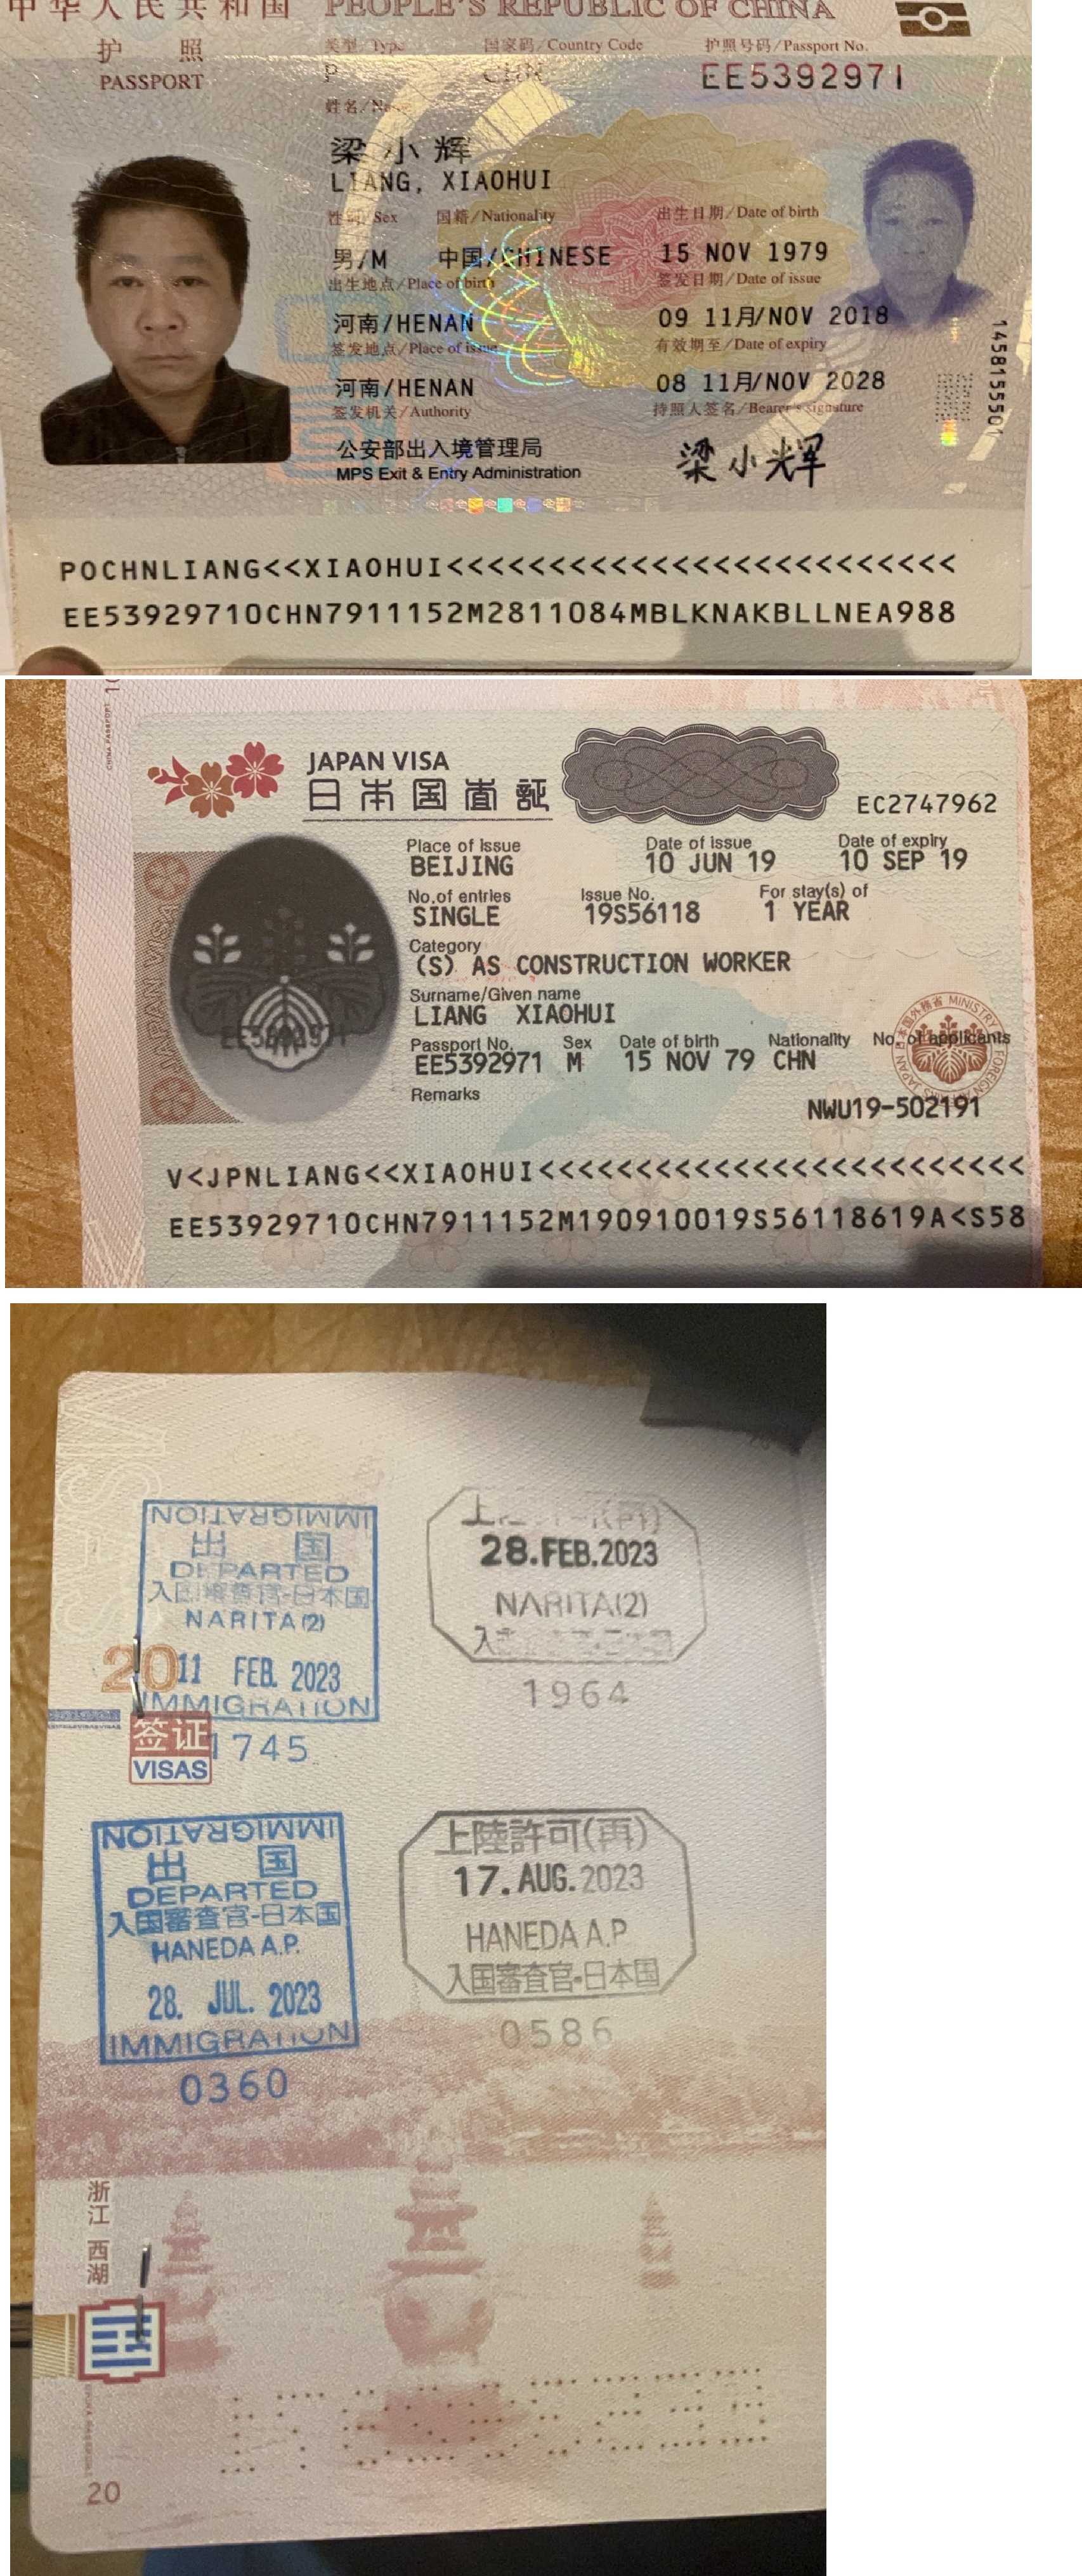 中华人民共和国 PEOPLE'S REPUBLIC OF CHINA
护 照
PASSPORT
类型/Type 国家码/Country Code 护照号码/Passport No.
P CHN EE5392971
姓名/Name
梁小辉
LIANG, XIAOHUI
性别/Sex 国籍/Nationality 出生日期/Date of birth
男/M 中国/CHINESE 15 NOV 1979
出生地点/Place of birth 签发日期/Date of issue
河南/HENAN 09 11月/NOV 2018
签发地点/Place of issue 有效期至/Date of expiry
河南/HENAN 08 11月/NOV 2028
签发机关/Authority 持照人签名/Bearer's signature
公安部出入境管理局
MPS Exit & Entry Administration
梁小辉
1458155501
POCHNLIANG<<XIAOHUI<<<<<<<<<<<<<<<<<<<<<<<<<
EE53929710CHN7911152M2811084MBLKNAKBLLNEA988
CHINA PASSPORT
JAPAN VISA
日本国査証
EC2747962
JAPAN VISA
Place of issue Date of issue Date of expiry
BEIJING 10 JUN 19 10 SEP 19
No.of entries Issue No. For stay(s) of
SINGLE 19S56118 1 YEAR
Category
(S) AS CONSTRUCTION WORKER
Surname/Given name
LIANG XIAOHUI
Passport No. Sex Date of birth Nationality No. of applicants
EE5392971 M 15 NOV 79 CHN
Remarks
NWU19-502191
V<JPNLIANG<<XIAOHUI<<<<<<<<<<<<<<<<<<<<<<<<<
EE53929710CHN7911152M190910019S56118619A<S58
IMMIGRATION
出 国
DEPARTED
入国審査官-日本国
NARITA(2)
11 FEB. 2023
IMMIGRATION
1745
28.FEB.2023
NARITA(2)
1964
20
签证
VISAS
IMMIGRATION
出 国
DEPARTED
入国審査官-日本国
HANEDA A.P.
28. JUL. 2023
IMMIGRATION
0360
上陸許可(再)
17.AUG.2023
HANEDA A.P
入国審査官-日本国
0586
浙江 西湖
20